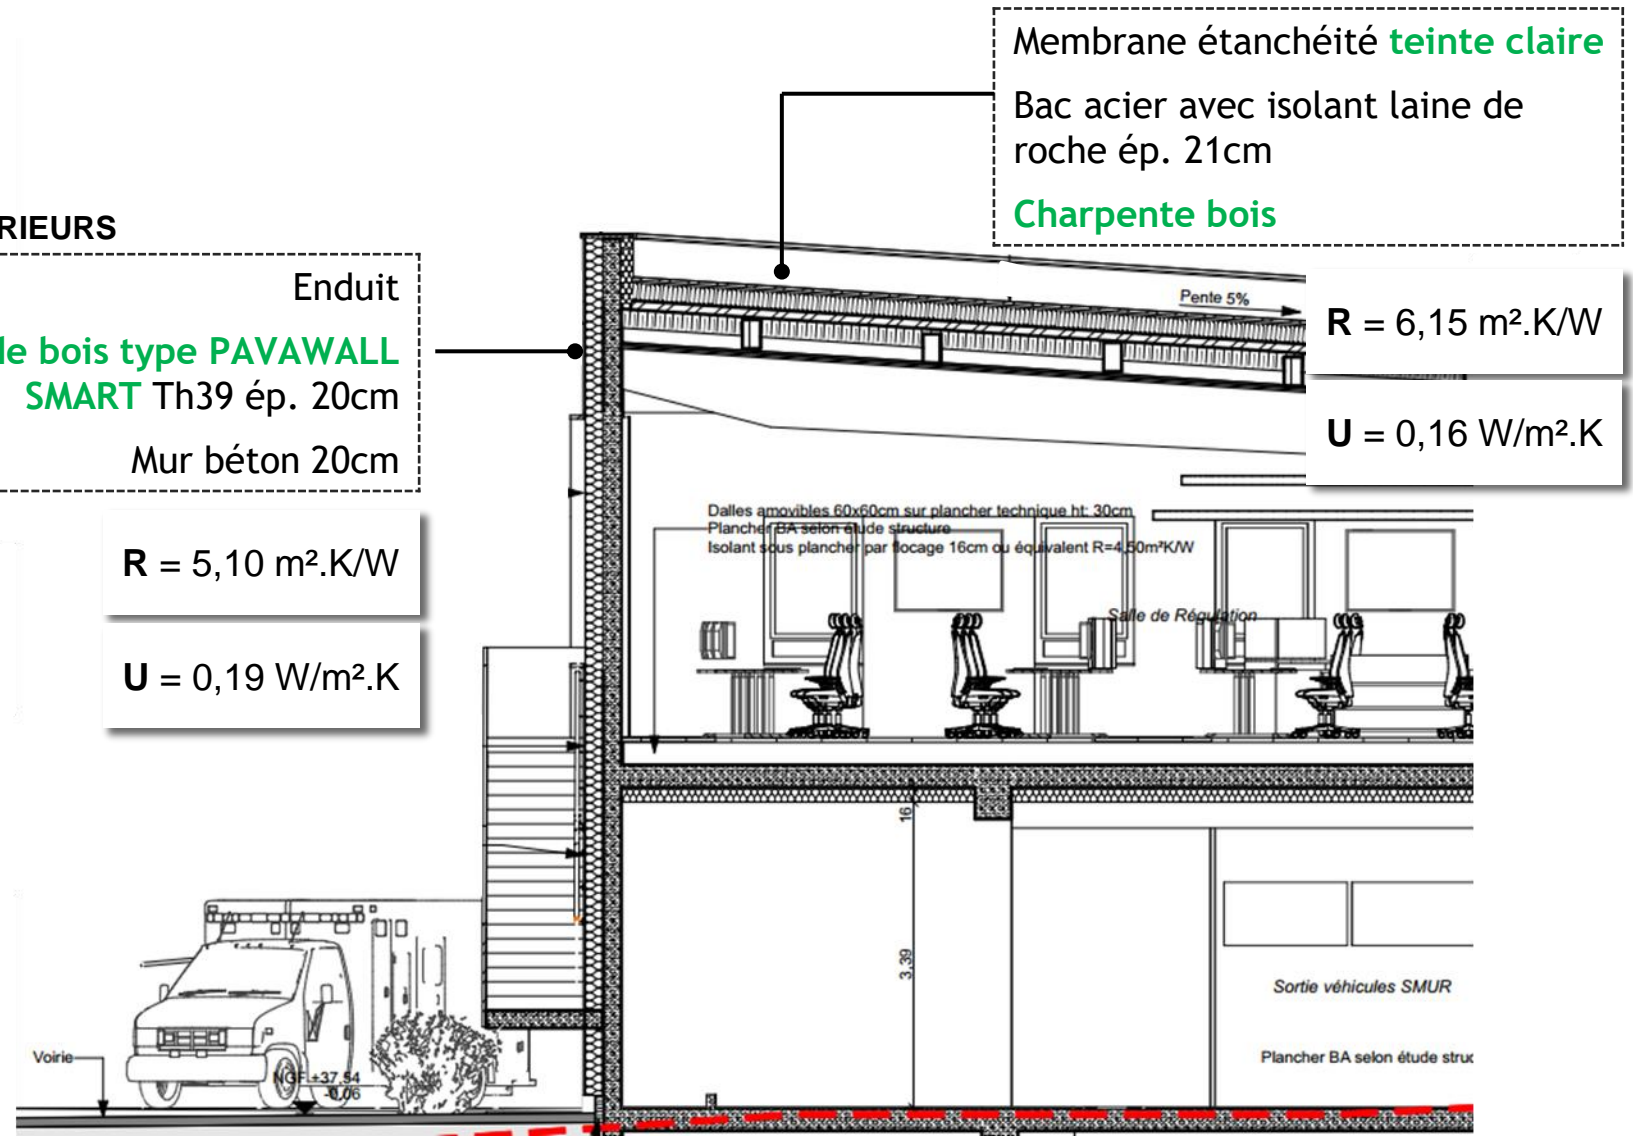 Membrane étanchéité teinte claire
Bac acier avec isolant laine de
roche ép. 21cm
Charpente bois
RIEURS
Enduit
de bois type PAVAWALL
SMART Th39 ép. 20cm
Mur béton 20cm
Pente 5%
R = 6,15 m².K/W
U = 0,16 W/m².K
R = 5,10 m².K/W
U = 0,19 W/m².K
Dalles amovibles 60x60cm sur plancher technique ht: 30cm
Plancher BA selon étude structure
Isolant sous plancher par flocage 16cm ou équivalent R=4,50m²K/W
Salle de Régulation
16
3,39
Sortie véhicules SMUR
Plancher BA selon étude struc
Voirie
NGF +37,54
-0,06